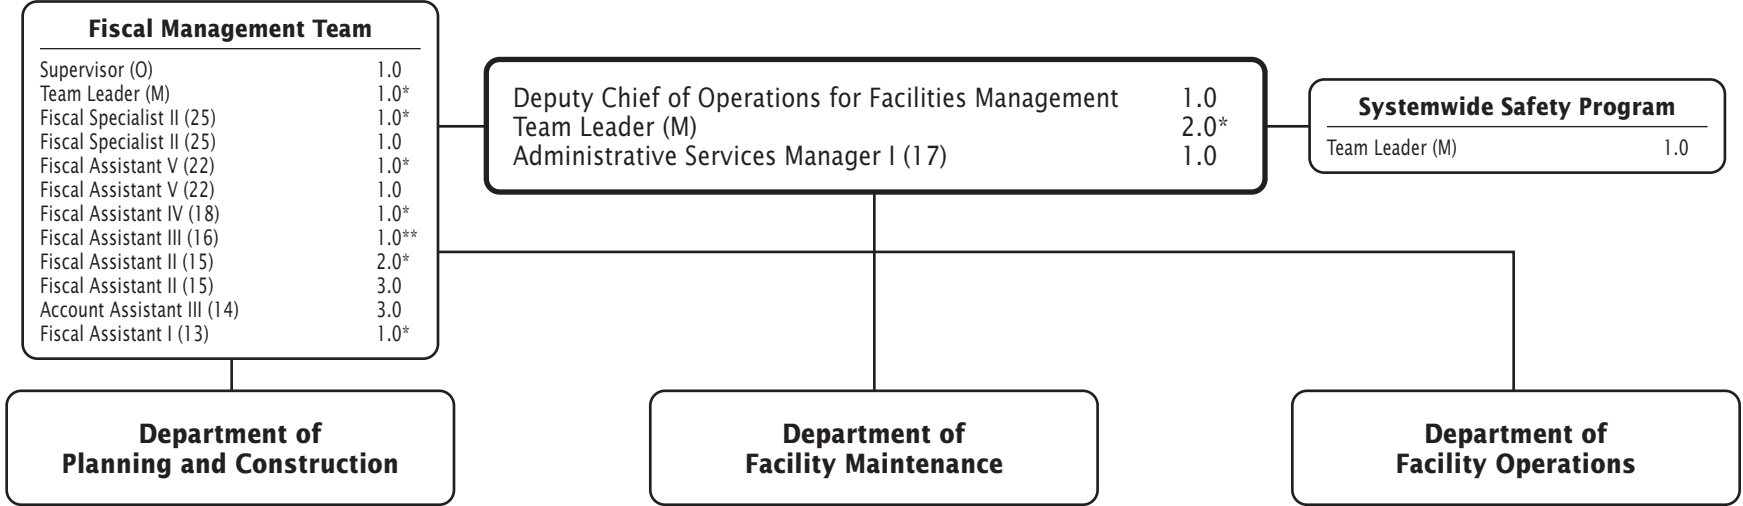 Fiscal Management Team
Supervisor (O) 1.0
Team Leader (M) 1.0*
Fiscal Specialist II (25) 1.0*
Fiscal Specialist II (25) 1.0
Fiscal Assistant V (22) 1.0*
Fiscal Assistant V (22) 1.0
Fiscal Assistant IV (18) 1.0*
Fiscal Assistant III (16) 1.0**
Fiscal Assistant II (15) 2.0*
Fiscal Assistant II (15) 3.0
Account Assistant III (14) 3.0
Fiscal Assistant I (13) 1.0*
Deputy Chief of Operations for Facilities Management 1.0
Team Leader (M) 2.0*
Administrative Services Manager I (17) 1.0
Systemwide Safety Program
Team Leader (M) 1.0
Department of
Planning and Construction
Department of
Facility Maintenance
Department of
Facility Operations